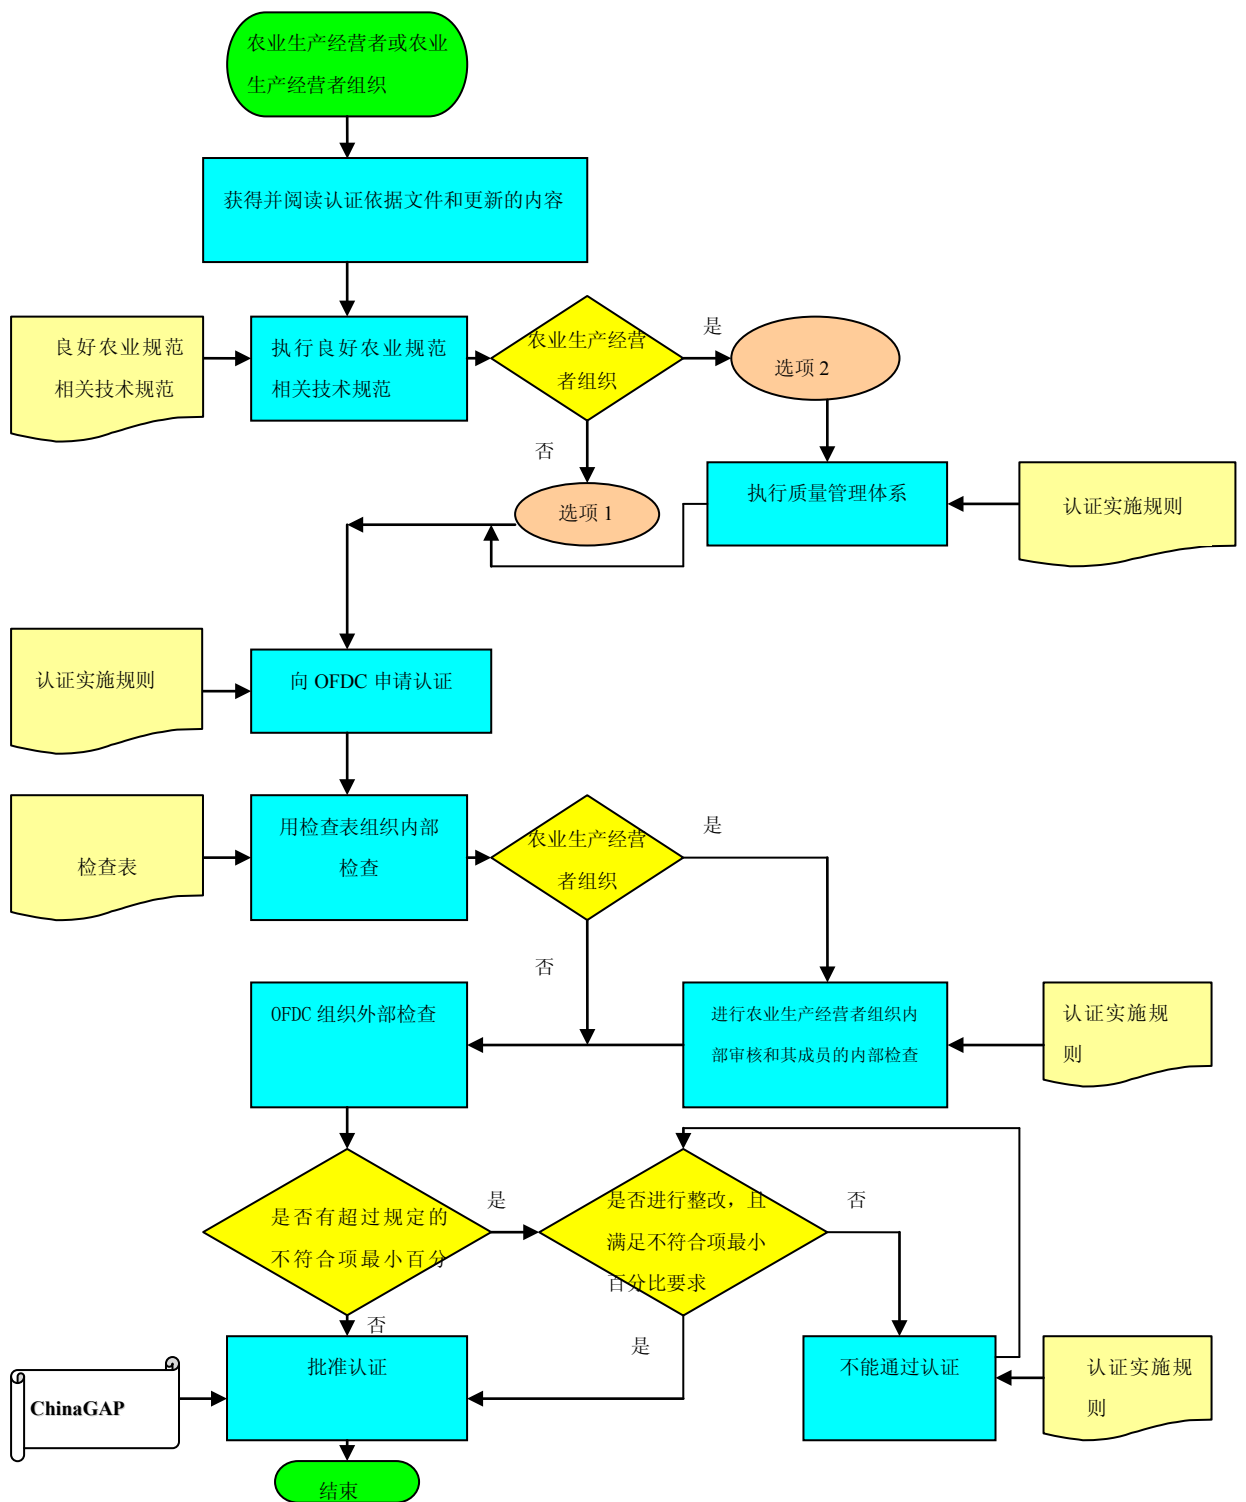 农业生产经营者或农业
生产经营者组织
获得并阅读认证依据文件和更新的内容
良好农业规范
相关技术规范
执行良好农业规范
相关技术规范
农业生产经营
者组织
是
选项 2
否
选项 1
执行质量管理体系
认证实施规则
认证实施规则
向 OFDC 申请认证
检查表
用检查表组织内部
检查
农业生产经营
者组织
是
否
OFDC 组织外部检查
进行农业生产经营者组织内
部审核和其成员的内部检查
认证实施规
则
是否有超过规定的
不符合项最小百分
是
是否进行整改，且
满足不符合项最小
百分比要求
否
否
是
ChinaGAP
批准认证
不能通过认证
认证实施规
则
结束